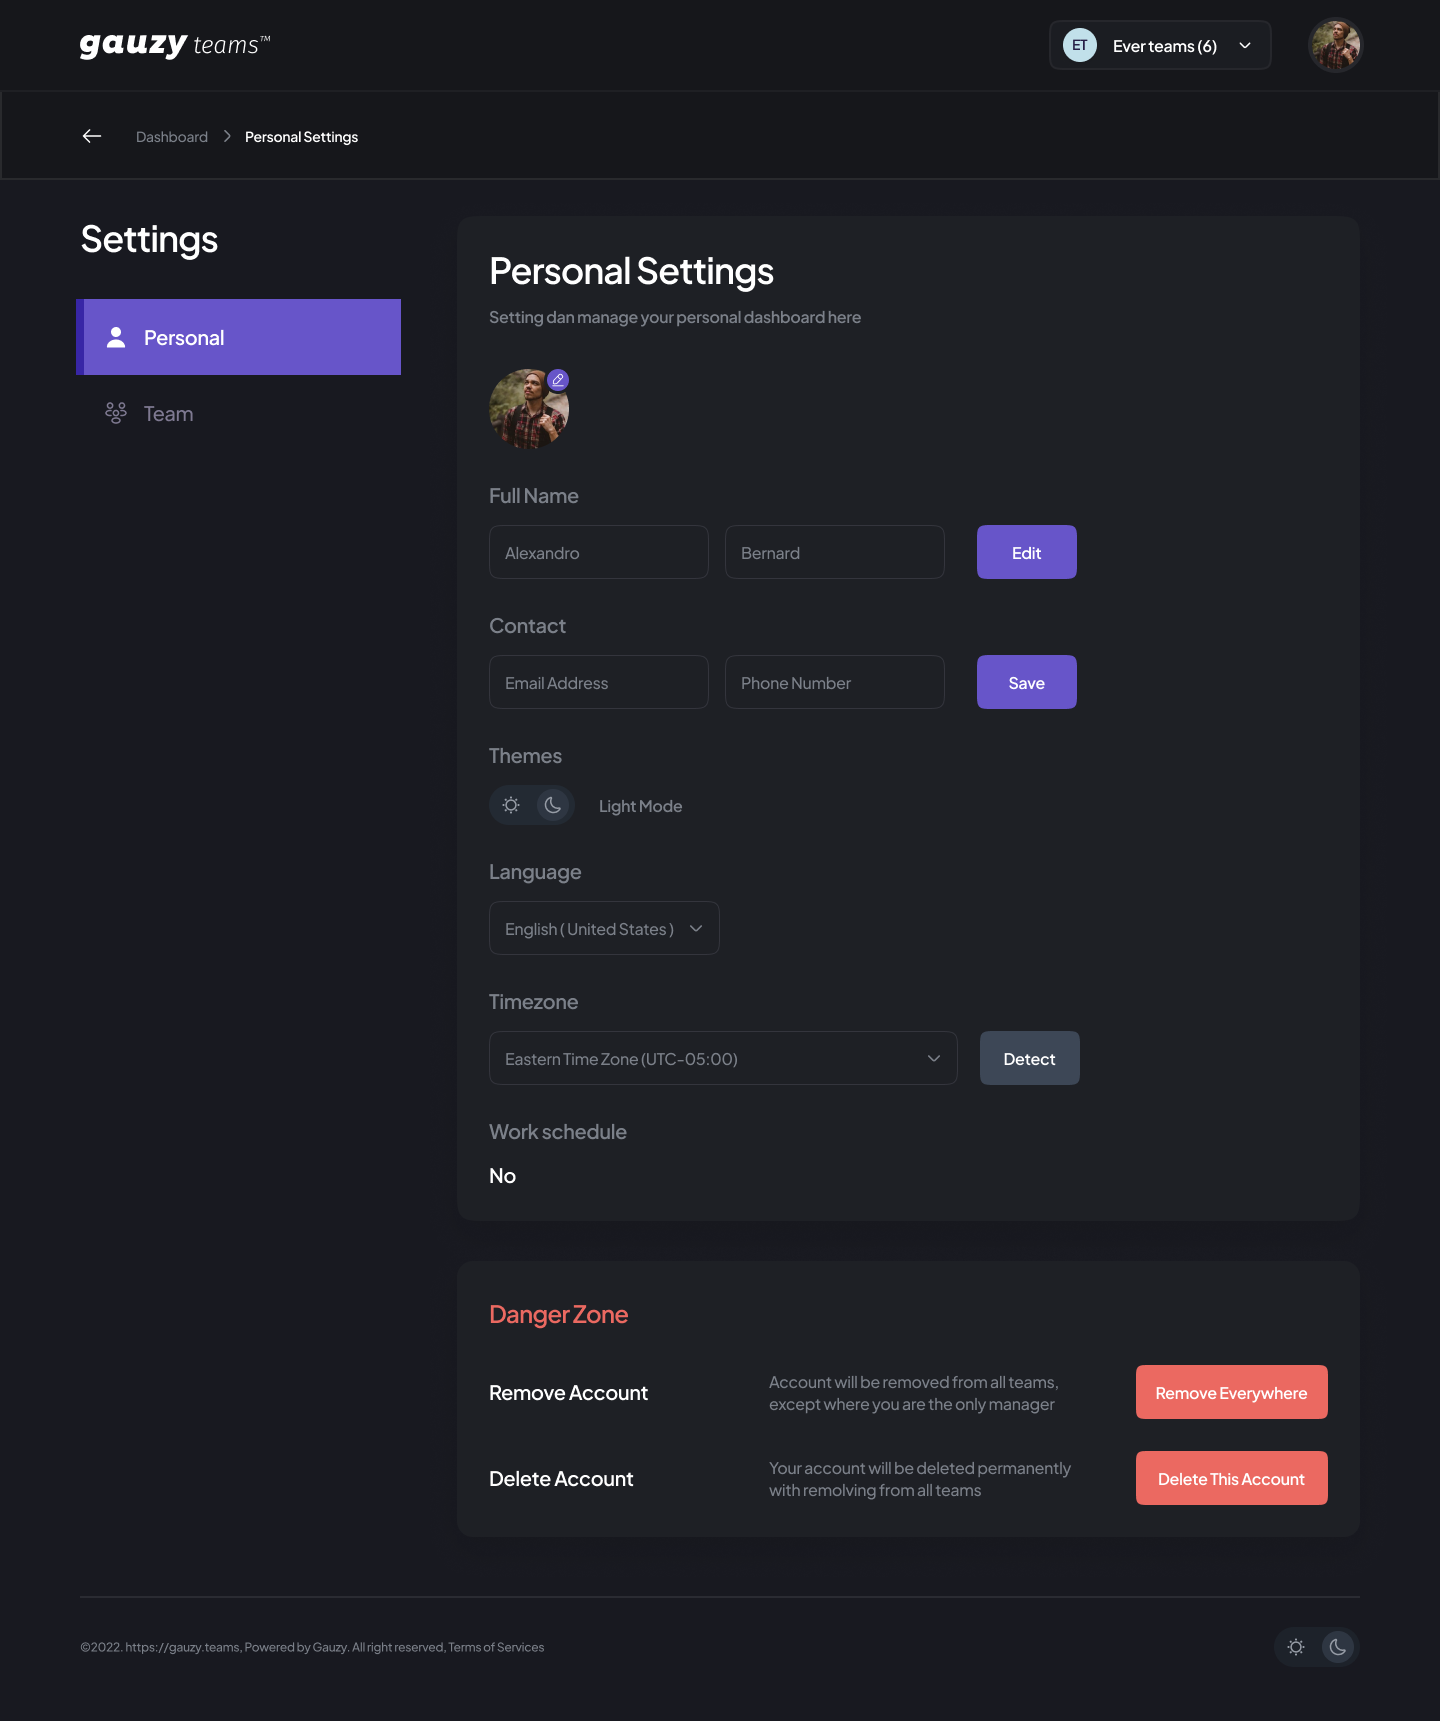 gauzy teams™
ET Ever teams (6)
Dashboard Personal Settings
Settings
Personal
Team
Personal Settings
Setting dan manage your personal dashboard here
Full Name
Alexandro Bernard Edit
Contact
Email Address Phone Number Save
Themes
Light Mode
Language
English ( United States )
Timezone
Eastern Time Zone (UTC-05:00) Detect
Work schedule
No
Danger Zone
Remove Account
Account will be removed from all teams,
except where you are the only manager
Remove Everywhere
Delete Account
Your account will be deleted permanently
with remolving from all teams
Delete This Account
©2022. https://gauzy.teams, Powered by Gauzy. All right reserved, Terms of Services